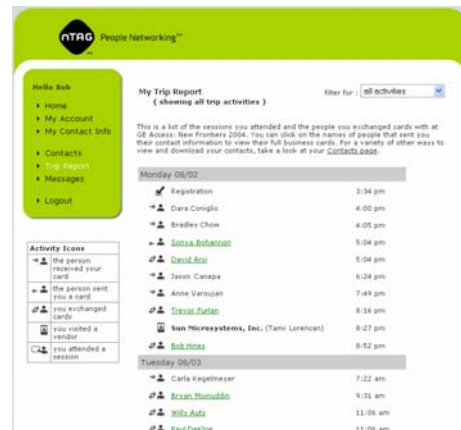 nTAG People Networking™
Hello Bob
Home
My Account
My Contact Info
Contacts
Trip Report
Messages
Logout
Activity Icons
the person received your card
the person sent you a card
you exchanged cards
you visited a vendor
you attended a session
My Trip Report
( showing all trip activities )
filter for : all activities
This is a list of the sessions you attended and the people you exchanged cards with at
GE Access: New Frontiers 2004. You can click on the names of people that sent you
their contact information to view their full business cards. For a variety of other ways to
view and download your contacts, take a look at your Contacts page.
Monday 08/02
Registration 3:34 pm
Dara Coniglio 4:00 pm
Bradley Chow 4:05 pm
Sonya Bohannon 5:04 pm
David Arsi 5:04 pm
Jason Canepa 6:24 pm
Anne Varoujan 7:49 pm
Trevor Furlan 8:16 pm
Sun Microsystems, Inc. (Tami Lorencan) 8:27 pm
Bob Hines 8:52 pm
Tuesday 08/03
Carla Kegelmeyer 7:22 am
Bryan Moinuddin 9:31 am
Wills Auty 11:06 am
Paul 11:06 am